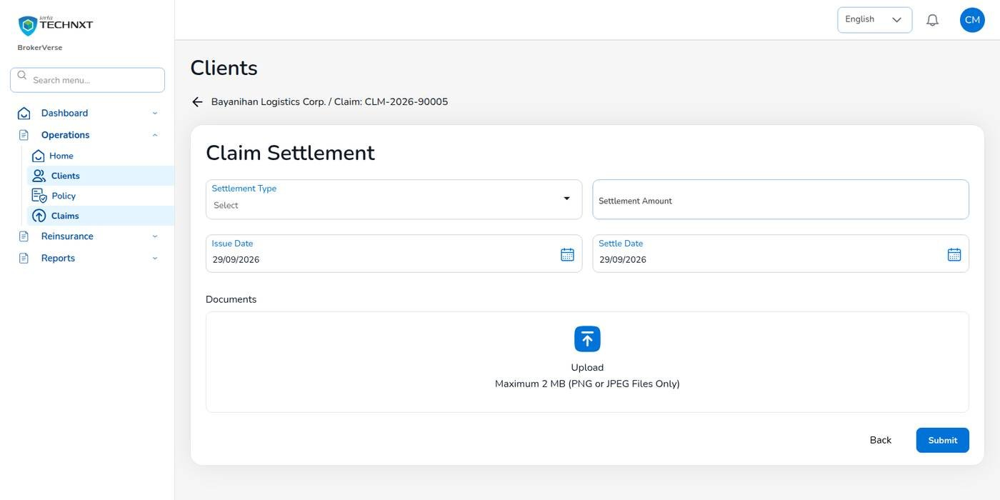 ierta
TECHNXT
BrokerVerse
Search menu...
Dashboard
Operations
Home
Clients
Policy
Claims
Reinsurance
Reports
English
CM
Clients
Bayanihan Logistics Corp. / Claim: CLM-2026-90005
Claim Settlement
Settlement Type
Select
Settlement Amount
Issue Date
29/09/2026
Settle Date
29/09/2026
Documents
Upload
Maximum 2 MB (PNG or JPEG Files Only)
Back
Submit